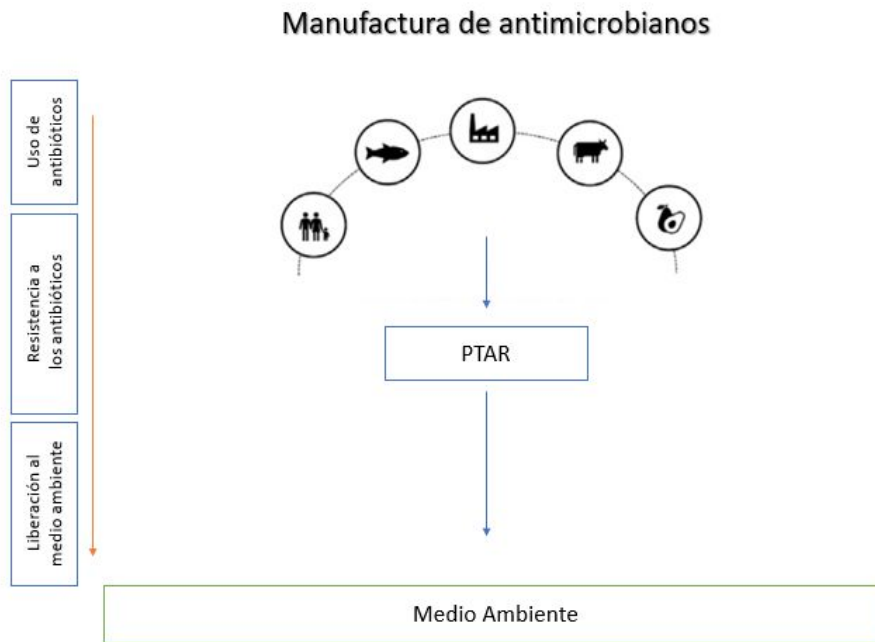 Manufactura de antimicrobianos
Uso de
antibióticos
Resistencia a
los antibióticos
PTAR
Liberación al
medio ambiente
Medio Ambiente